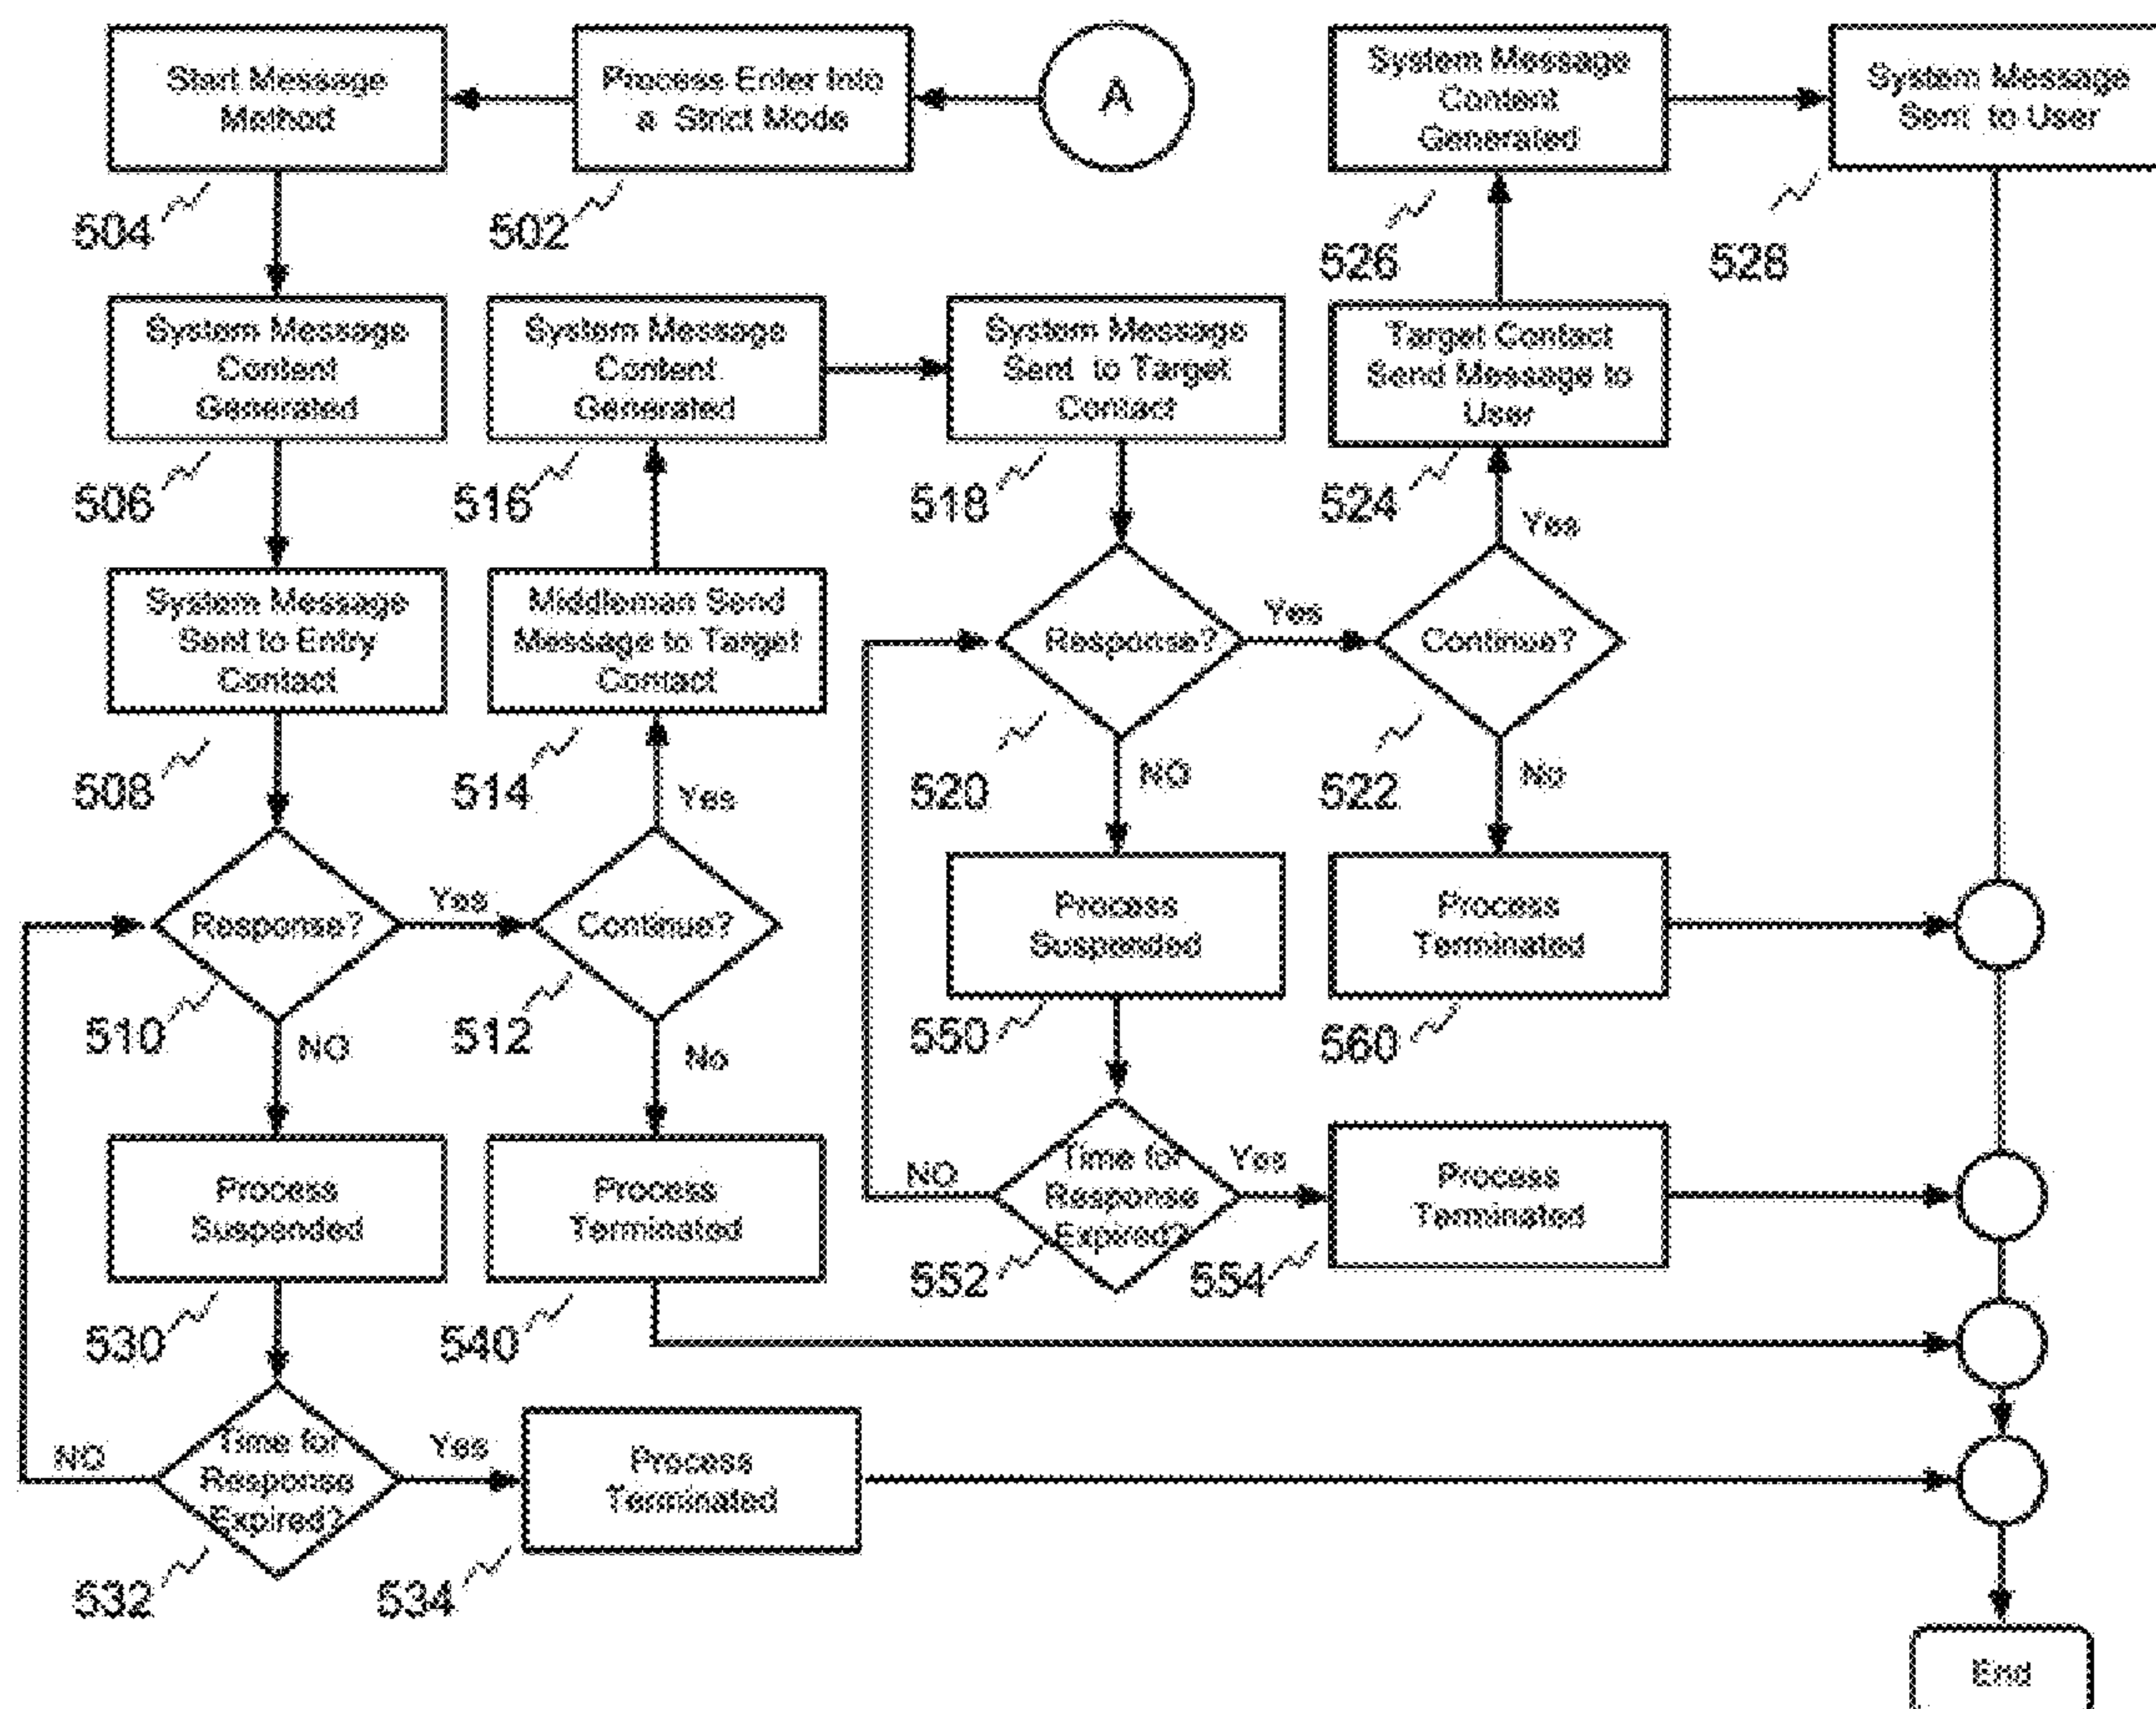 Start Message
Method
504
Process Enter Into
a Strict Mode
502
A
System Message
Content
Generated
526
System Message
Sent to User
528
System Message
Content
Generated
506
System Message
Content
Generated
516
System Message
Sent to Target
Contact
518
Target Contact
Send Message to
User
524
Yes
System Message
Sent to Entry
Contact
508
Middleman Send
Message to Target
Contact
514
Yes
Response?
520
Yes
NO
Continue?
522
No
Response?
510
Yes
NO
Continue?
512
No
Process
Suspended
550
Process
Terminated
560
Process
Suspended
530
Process
Terminated
540
NO
Time for
Response
Expired?
552
Yes
Process
Terminated
554
NO
Time for
Response
Expired?
532
Yes
Process
Terminated
534
End